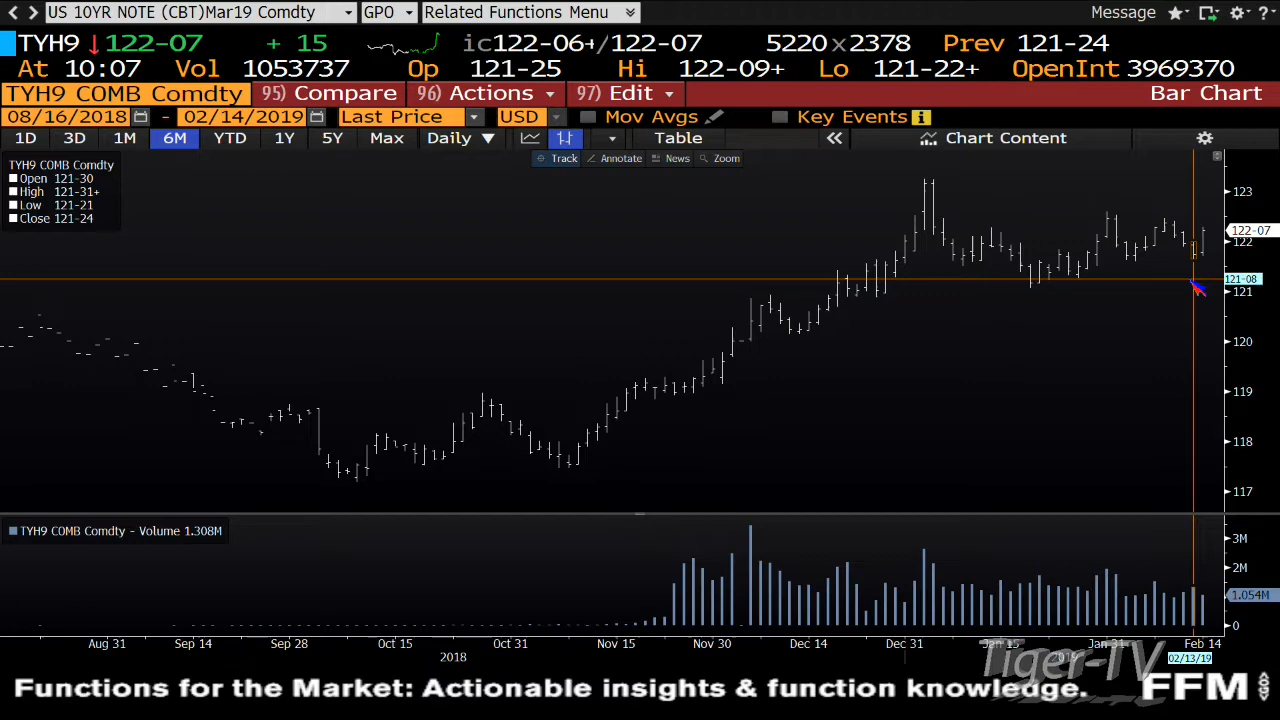 US 10YR NOTE (CBT)Mar19 Comdty GPO Related Functions Menu Message
TYH9 122-07 + 15 ic122-06+/122-07 5220x2378 Prev 121-24
At 10:07 Vol 1053737 Op 121-25 Hi 122-09+ Lo 121-22+ OpenInt 3969370
TYH9 COMB Comdty 95) Compare 96) Actions 97) Edit Bar Chart
08/16/2018 - 02/14/2019 Last Price USD Mov Avgs Key Events
1D 3D 1M 6M YTD 1Y 5Y Max Daily Table Chart Content
Track Annotate News Zoom
TYH9 COMB Comdty
Open 121-30
High 121-31+
Low 121-21
Close 121-24
123
122-07
122
121-08
121
120
119
118
117
TYH9 COMB Comdty - Volume 1.308M
3M
2M
1.054M
0
Aug 31 Sep 14 Sep 28 Oct 15 Oct 31 Nov 15 Nov 30 Dec 14 Dec 31 Jan 15 Jan 31 Feb 14
2018 2019 02/13/19
Tiger-TV
Functions for the Market: Actionable insights & function knowledge. FFM